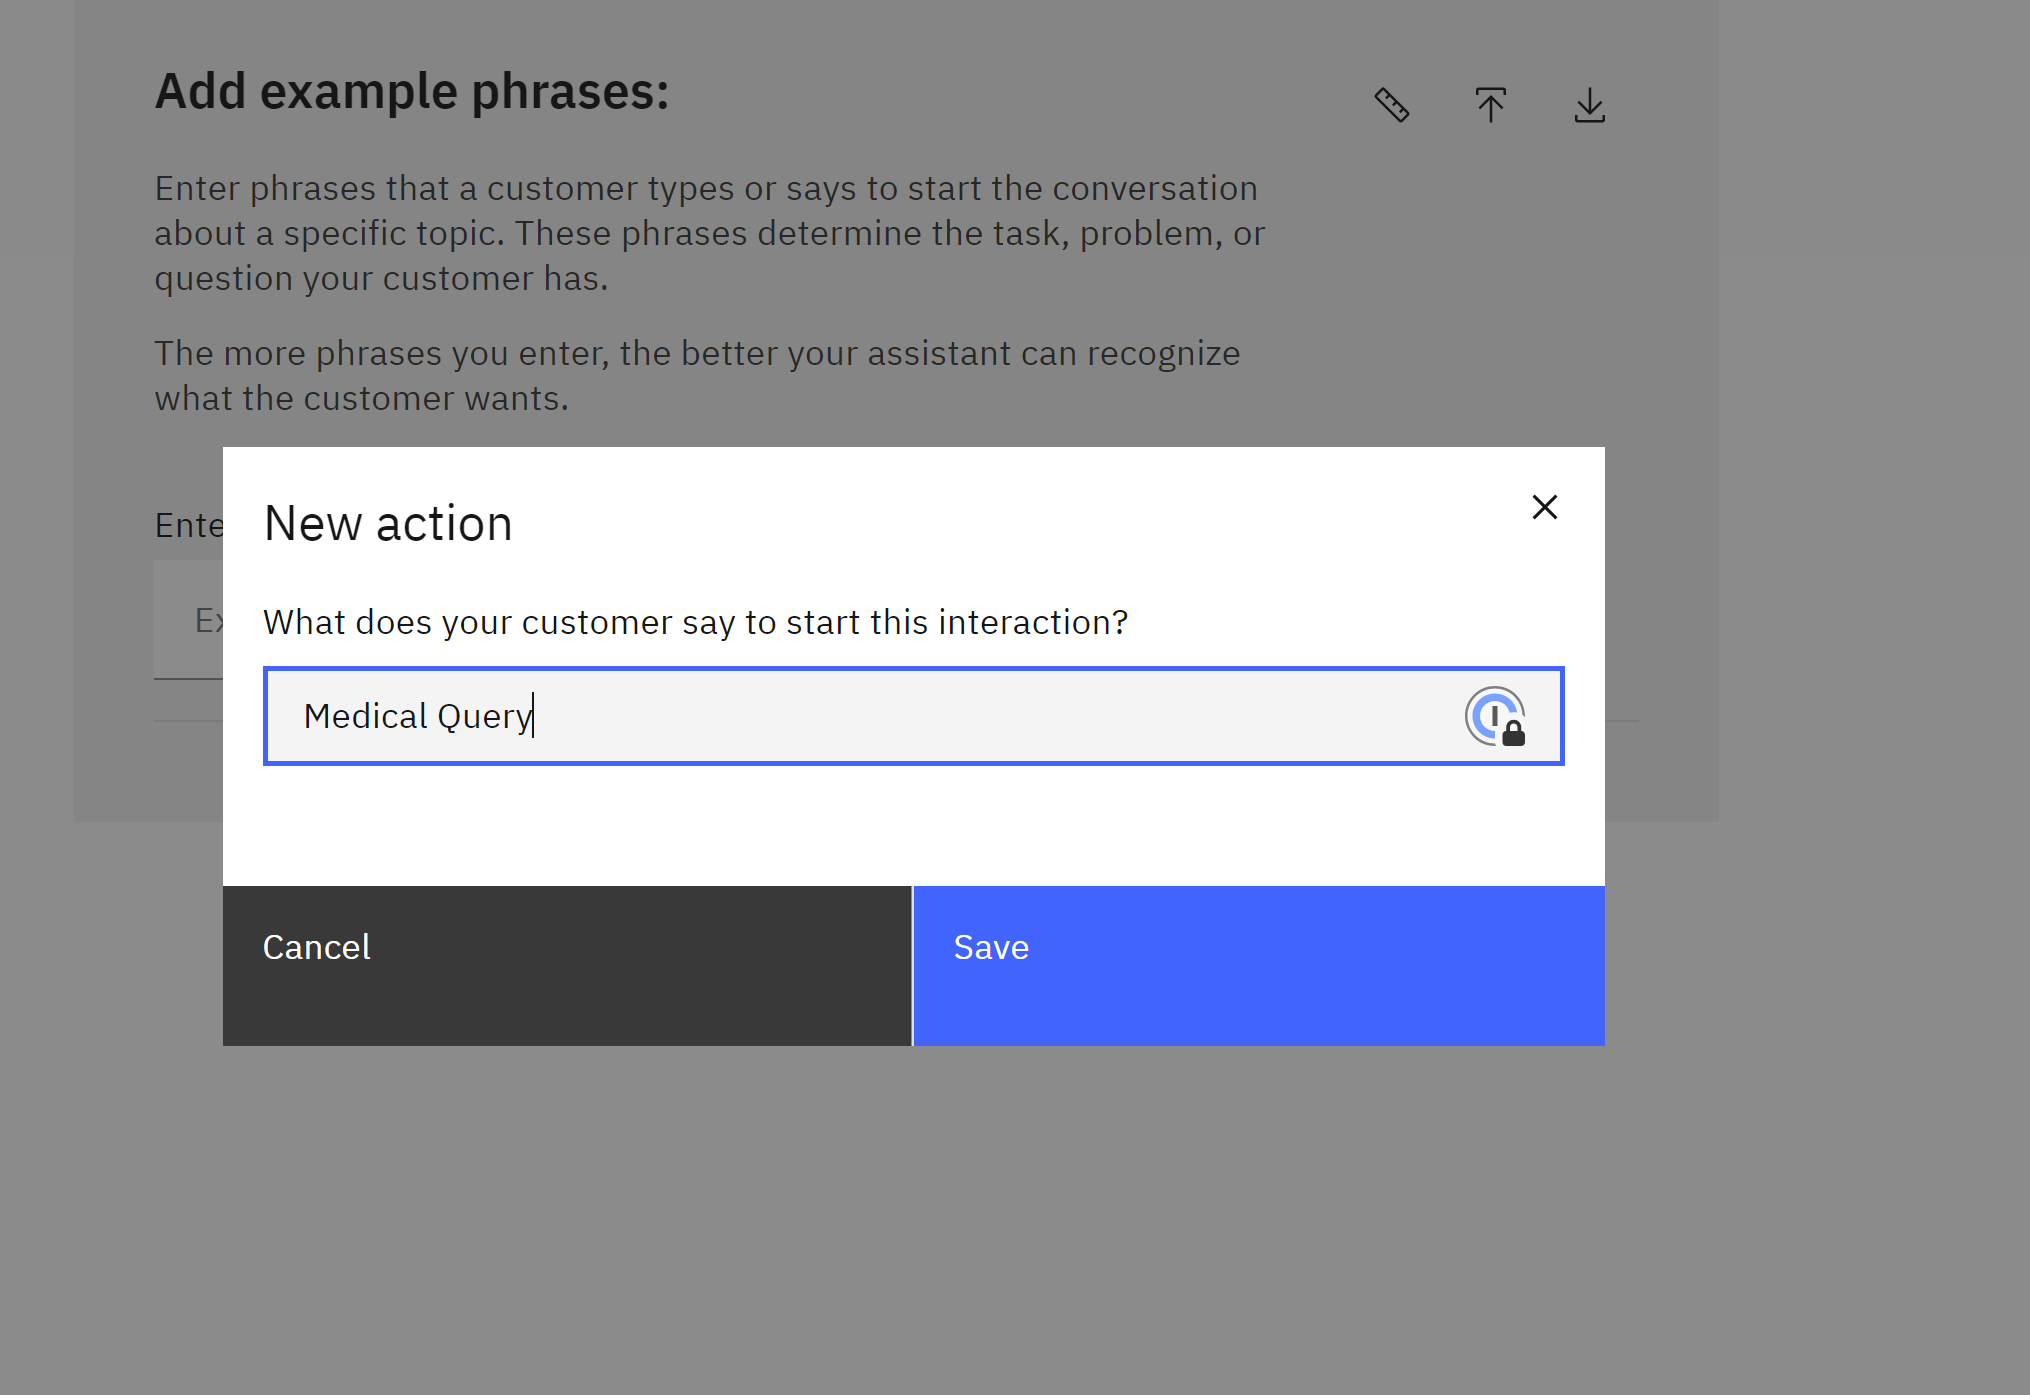 Add example phrases:
Enter phrases that a customer types or says to start the conversation
about a specific topic. These phrases determine the task, problem, or
question your customer has.
The more phrases you enter, the better your assistant can recognize
what the customer wants.
New action
What does your customer say to start this interaction?
Medical Query
Cancel
Save